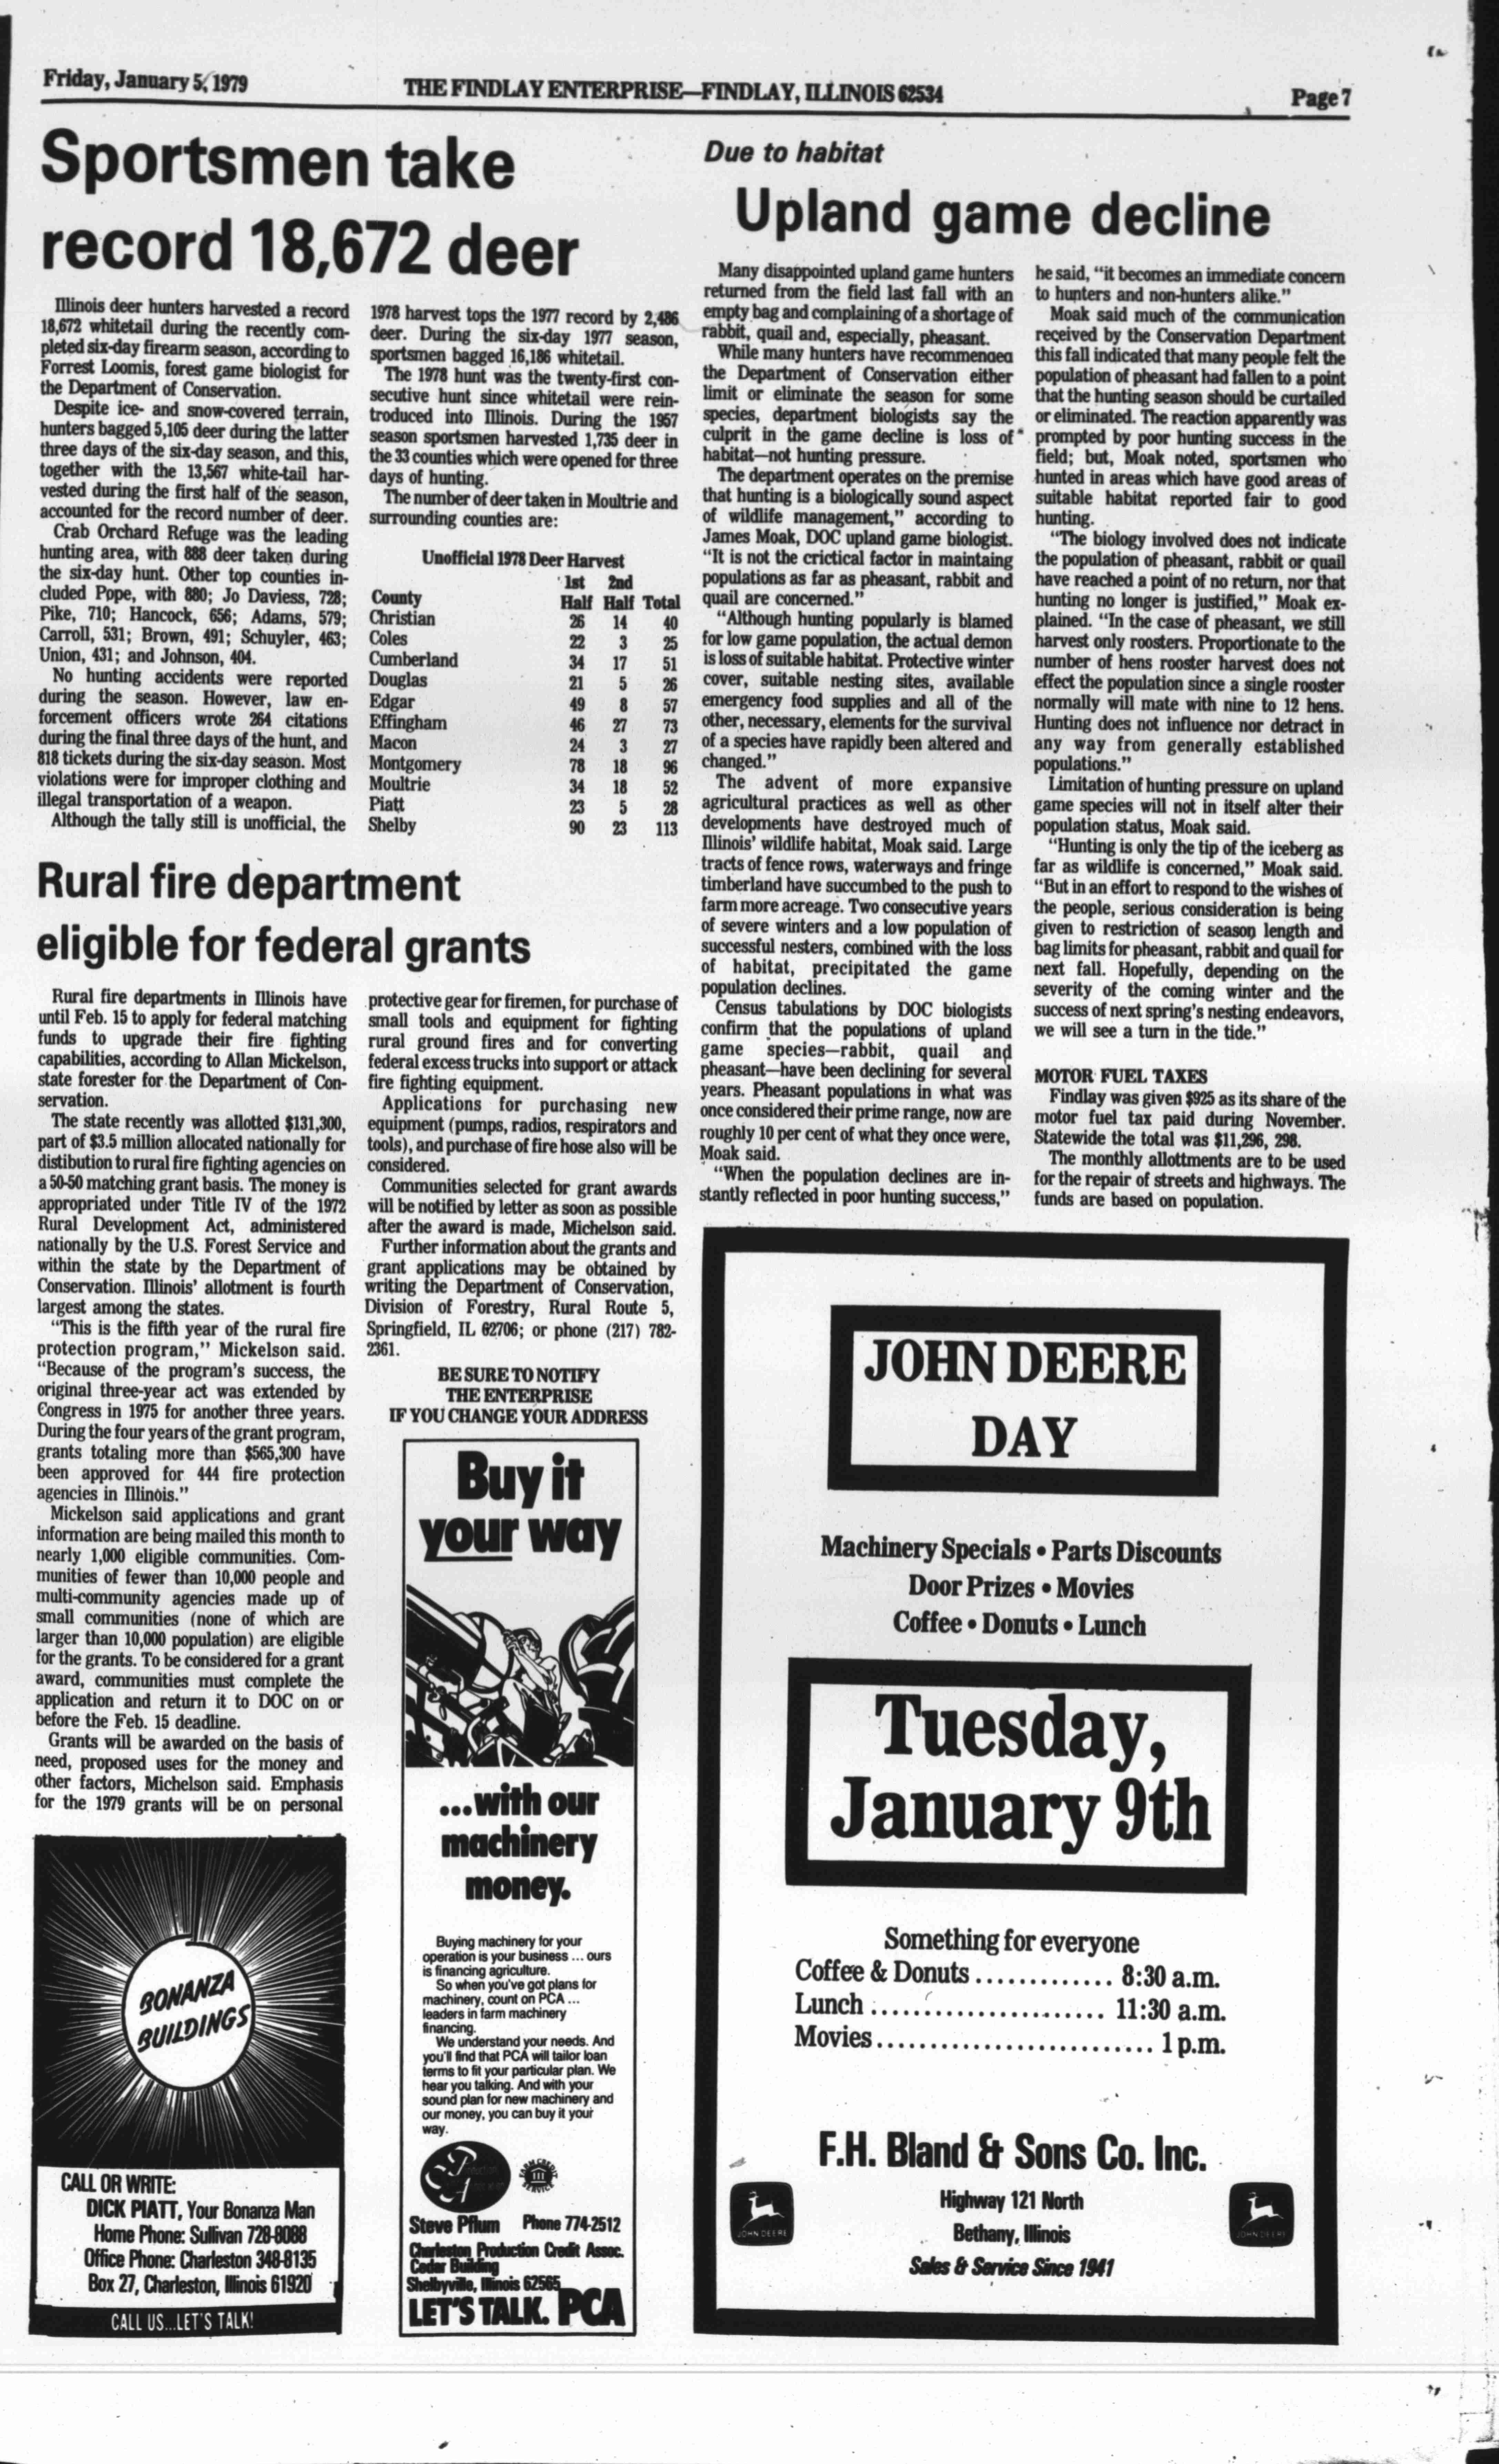 Friday, January 5, 1979
THE FINDLAY ENTERPRISE—FINDLAY, ILLINOIS 62534
Page 7
Sportsmen take
record 18,672 deer
Illinois deer hunters harvested a record
18,672 whitetail during the recently com-
pleted six-day firearm season, according to
Forrest Loomis, forest game biologist for
the Department of Conservation.
Despite ice- and snow-covered terrain,
hunters bagged 5,105 deer during the latter
three days of the six-day season, and this,
together with the 13,567 white-tail har-
vested during the first half of the season,
accounted for the record number of deer.
Crab Orchard Refuge was the leading
hunting area, with 888 deer taken during
the six-day hunt. Other top counties in-
cluded Pope, with 880; Jo Daviess, 728;
Pike, 710; Hancock, 656; Adams, 579;
Carroll, 531; Brown, 491; Schuyler, 463;
Union, 431; and Johnson, 404.
No hunting accidents were reported
during the season. However, law en-
forcement officers wrote 264 citations
during the final three days of the hunt, and
818 tickets during the six-day season. Most
violations were for improper clothing and
illegal transportation of a weapon.
Although the tally still is unofficial, the
1978 harvest tops the 1977 record by 2,486
deer. During the six-day 1977 season,
sportsmen bagged 16,186 whitetail.
The 1978 hunt was the twenty-first con-
secutive hunt since whitetail were rein-
troduced into Illinois. During the 1957
season sportsmen harvested 1,735 deer in
the 33 counties which were opened for three
days of hunting.
The number of deer taken in Moultrie and
surrounding counties are:
Unofficial 1978 Deer Harvest
1st 2nd
County Half Half Total
Christian 26 14 40
Coles 22 3 25
Cumberland 34 17 51
Douglas 21 5 26
Edgar 49 8 57
Effingham 46 27 73
Macon 24 3 27
Montgomery 78 18 96
Moultrie 34 18 52
Piatt 23 5 28
Shelby 90 23 113
Rural fire department
eligible for federal grants
Rural fire departments in Illinois have
until Feb. 15 to apply for federal matching
funds to upgrade their fire fighting
capabilities, according to Allan Mickelson,
state forester for the Department of Con-
servation.
The state recently was allotted $131,300,
part of $3.5 million allocated nationally for
distibution to rural fire fighting agencies on
a 50-50 matching grant basis. The money is
appropriated under Title IV of the 1972
Rural Development Act, administered
nationally by the U.S. Forest Service and
within the state by the Department of
Conservation. Illinois' allotment is fourth
largest among the states.
"This is the fifth year of the rural fire
protection program," Mickelson said.
"Because of the program's success, the
original three-year act was extended by
Congress in 1975 for another three years.
During the four years of the grant program,
grants totaling more than $565,300 have
been approved for 444 fire protection
agencies in Illinois."
Mickelson said applications and grant
information are being mailed this month to
nearly 1,000 eligible communities. Com-
munities of fewer than 10,000 people and
multi-community agencies made up of
small communities (none of which are
larger than 10,000 population) are eligible
for the grants. To be considered for a grant
award, communities must complete the
application and return it to DOC on or
before the Feb. 15 deadline.
Grants will be awarded on the basis of
need, proposed uses for the money and
other factors, Michelson said. Emphasis
for the 1979 grants will be on personal
protective gear for firemen, for purchase of
small tools and equipment for fighting
rural ground fires and for converting
federal excess trucks into support or attack
fire fighting equipment.
Applications for purchasing new
equipment (pumps, radios, respirators and
tools), and purchase of fire hose also will be
considered.
Communities selected for grant awards
will be notified by letter as soon as possible
after the award is made, Michelson said.
Further information about the grants and
grant applications may be obtained by
writing the Department of Conservation,
Division of Forestry, Rural Route 5,
Springfield, IL 62706; or phone (217) 782-
2361.
BE SURE TO NOTIFY
THE ENTERPRISE
IF YOU CHANGE YOUR ADDRESS
Due to habitat
Upland game decline
Many disappointed upland game hunters
returned from the field last fall with an
empty bag and complaining of a shortage of
rabbit, quail and, especially, pheasant.
While many hunters have recommended
the Department of Conservation either
limit or eliminate the season for some
species, department biologists say the
culprit in the game decline is loss of
habitat—not hunting pressure.
The department operates on the premise
that hunting is a biologically sound aspect
of wildlife management," according to
James Moak, DOC upland game biologist.
"It is not the crictical factor in maintaing
populations as far as pheasant, rabbit and
quail are concerned."
"Although hunting popularly is blamed
for low game population, the actual demon
is loss of suitable habitat. Protective winter
cover, suitable nesting sites, available
emergency food supplies and all of the
other, necessary, elements for the survival
of a species have rapidly been altered and
changed."
The advent of more expansive
agricultural practices as well as other
developments have destroyed much of
Illinois' wildlife habitat, Moak said. Large
tracts of fence rows, waterways and fringe
timberland have succumbed to the push to
farm more acreage. Two consecutive years
of severe winters and a low population of
successful nesters, combined with the loss
of habitat, precipitated the game
population declines.
Census tabulations by DOC biologists
confirm that the populations of upland
game species—rabbit, quail and
pheasant—have been declining for several
years. Pheasant populations in what was
once considered their prime range, now are
roughly 10 per cent of what they once were,
Moak said.
"When the population declines are in-
stantly reflected in poor hunting success,"
he said, "it becomes an immediate concern
to hunters and non-hunters alike."
Moak said much of the communication
received by the Conservation Department
this fall indicated that many people felt the
population of pheasant had fallen to a point
that the hunting season should be curtailed
or eliminated. The reaction apparently was
prompted by poor hunting success in the
field; but, Moak noted, sportsmen who
hunted in areas which have good areas of
suitable habitat reported fair to good
hunting.
"The biology involved does not indicate
the population of pheasant, rabbit or quail
have reached a point of no return, nor that
hunting no longer is justified," Moak ex-
plained. "In the case of pheasant, we still
harvest only roosters. Proportionate to the
number of hens rooster harvest does not
effect the population since a single rooster
normally will mate with nine to 12 hens.
Hunting does not influence nor detract in
any way from generally established
populations."
Limitation of hunting pressure on upland
game species will not in itself alter their
population status, Moak said.
"Hunting is only the tip of the iceberg as
far as wildlife is concerned," Moak said.
"But in an effort to respond to the wishes of
the people, serious consideration is being
given to restriction of season length and
bag limits for pheasant, rabbit and quail for
next fall. Hopefully, depending on the
severity of the coming winter and the
success of next spring's nesting endeavors,
we will see a turn in the tide."
MOTOR FUEL TAXES
Findlay was given $925 as its share of the
motor fuel tax paid during November.
Statewide the total was $11,296, 298.
The monthly allottments are to be used
for the repair of streets and highways. The
funds are based on population.
BONANZA
BUILDINGS
CALL OR WRITE:
DICK PIATT, Your Bonanza Man
Home Phone: Sullivan 728-8088
Office Phone: Charleston 348-8135
Box 27, Charleston, Illinois 61920
CALL US...LET'S TALK!
Buy it
your way
...with our
machinery
money.
Buying machinery for your
operation is your business ... ours
is financing agriculture.
So when you've got plans for
machinery, count on PCA ...
leaders in farm machinery
financing.
We understand your needs. And
you'll find that PCA will tailor loan
terms to fit your particular plan. We
hear you talking. And with your
sound plan for new machinery and
our money, you can buy it your
way.
Steve Pflum Phone 774-2512
Charleston Production Credit Assoc.
Cedar Building
Shelbyville, Illinois 62565
LET'S TALK. PCA
JOHN DEERE
DAY
Machinery Specials • Parts Discounts
Door Prizes • Movies
Coffee • Donuts • Lunch
Tuesday,
January 9th
Something for everyone
Coffee & Donuts ............. 8:30 a.m.
Lunch ...................... 11:30 a.m.
Movies .......................... 1 p.m.
F.H. Bland & Sons Co. Inc.
Highway 121 North
Bethany, Illinois
Sales & Service Since 1941
JOHN DEERE
JOHN DEERE